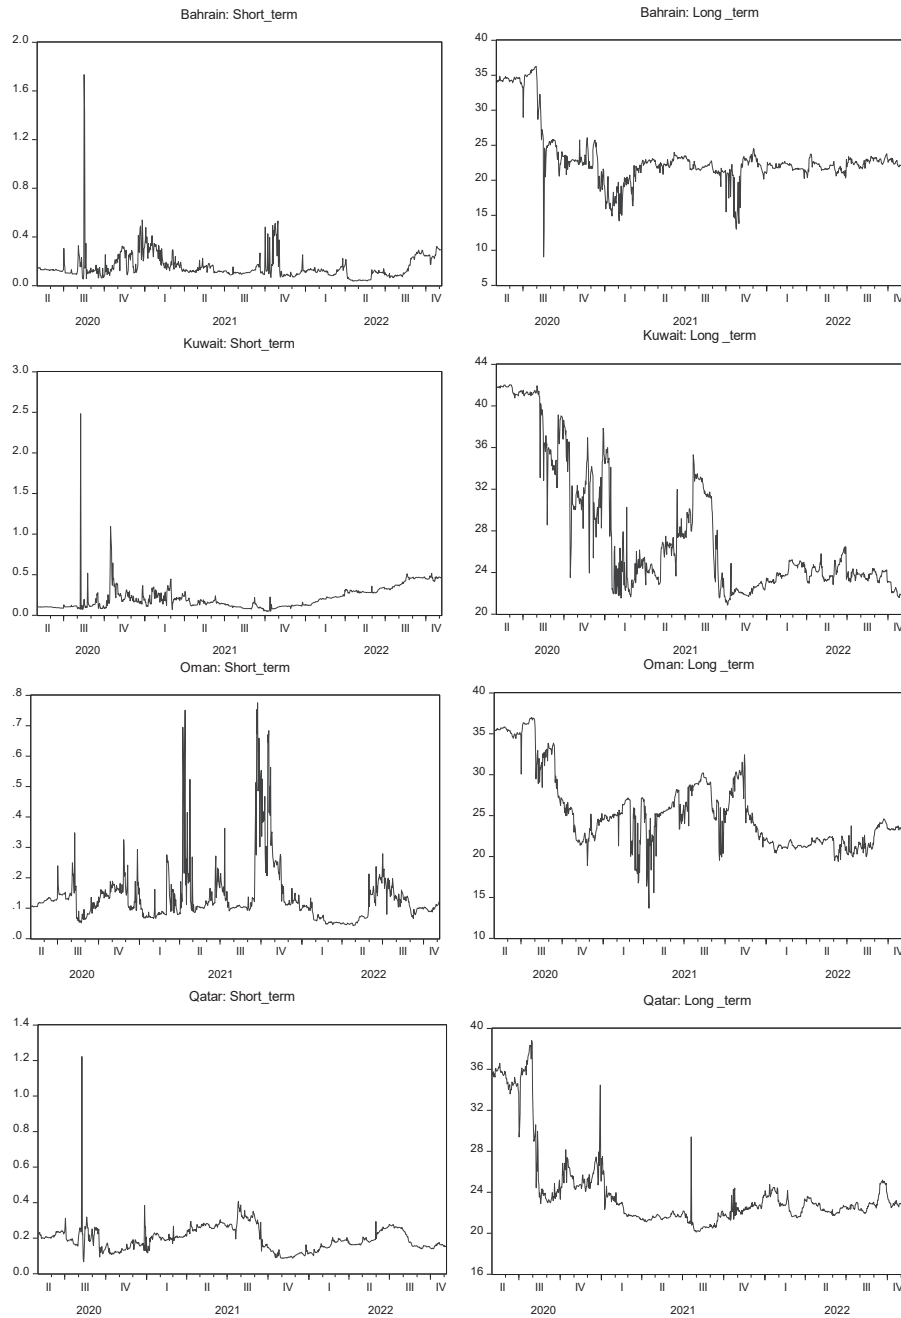 Bahrain: Short_term
2.0
1.6
1.2
0.8
0.4
0.0
II III IV I II III IV I II III IV
2020 2021 2022
Bahrain: Long _term
40
35
30
25
20
15
10
5
II III IV I II III IV I II III IV
2020 2021 2022
Kuwait: Short_term
3.0
2.5
2.0
1.5
1.0
0.5
0.0
II III IV I II III IV I II III IV
2020 2021 2022
Kuwait: Long _term
44
40
36
32
28
24
20
II III IV I II III IV I II III IV
2020 2021 2022
Oman: Short_term
.8
.7
.6
.5
.4
.3
.2
.1
.0
II III IV I II III IV I II III IV
2020 2021 2022
Oman: Long _term
40
35
30
25
20
15
10
II III IV I II III IV I II III IV
2020 2021 2022
Qatar: Short_term
1.4
1.2
1.0
0.8
0.6
0.4
0.2
0.0
II III IV I II III IV I II III IV
2020 2021 2022
Qatar: Long _term
40
36
32
28
24
20
16
II III IV I II III IV I II III IV
2020 2021 2022